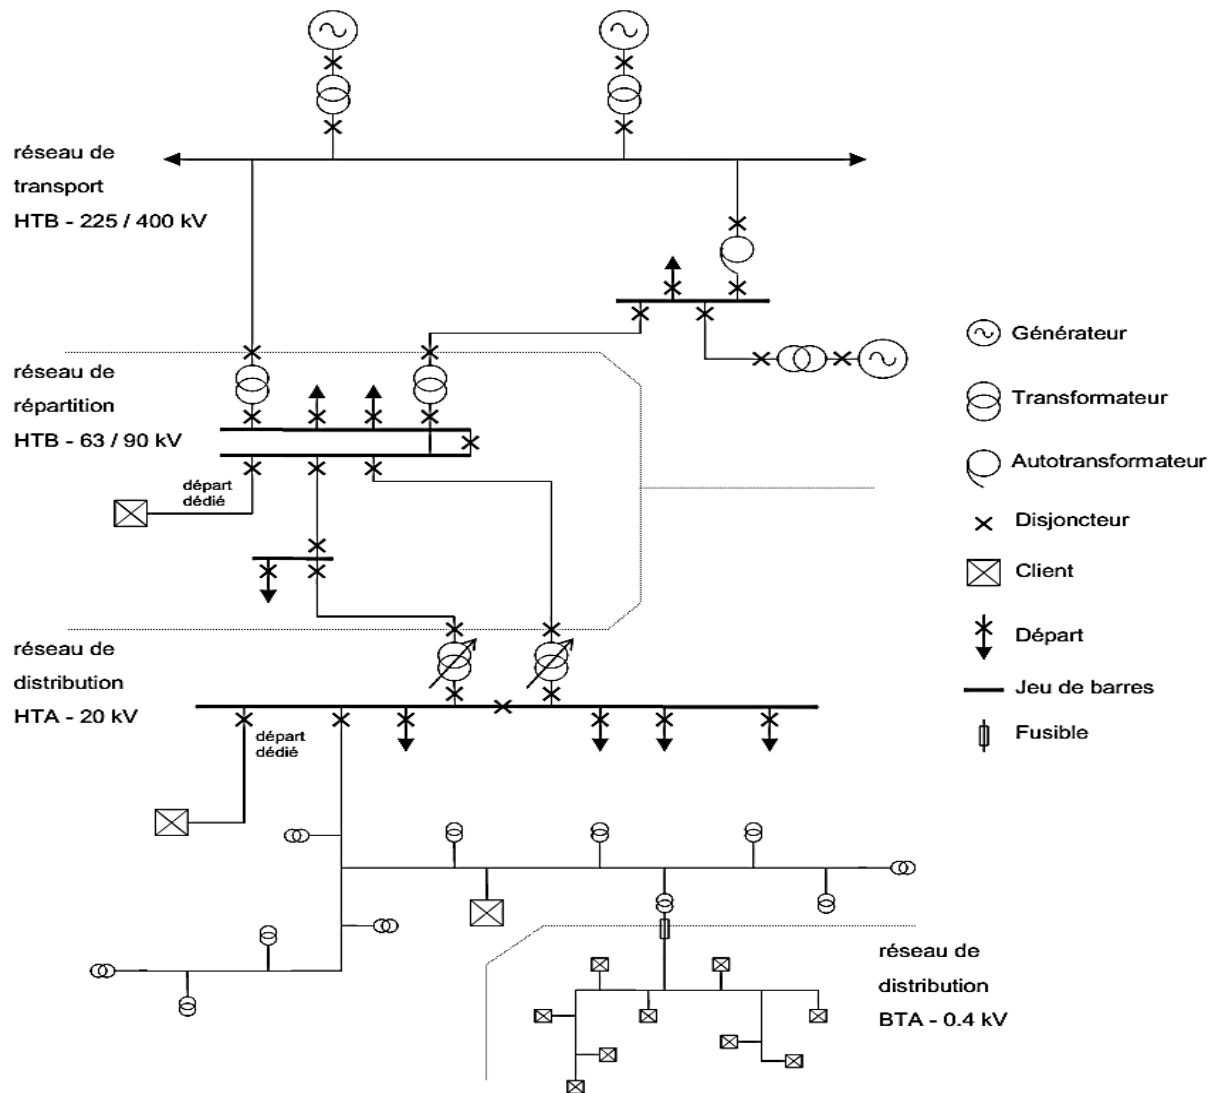 réseau de
transport
HTB - 225 / 400 kV
réseau de
répartition
HTB - 63 / 90 kV
départ
dédié
réseau de
distribution
HTA - 20 kV
départ
dédié
réseau de
distribution
BTA - 0.4 kV
Générateur
Transformateur
Autotransformateur
Disjoncteur
Client
Départ
Jeu de barres
Fusible